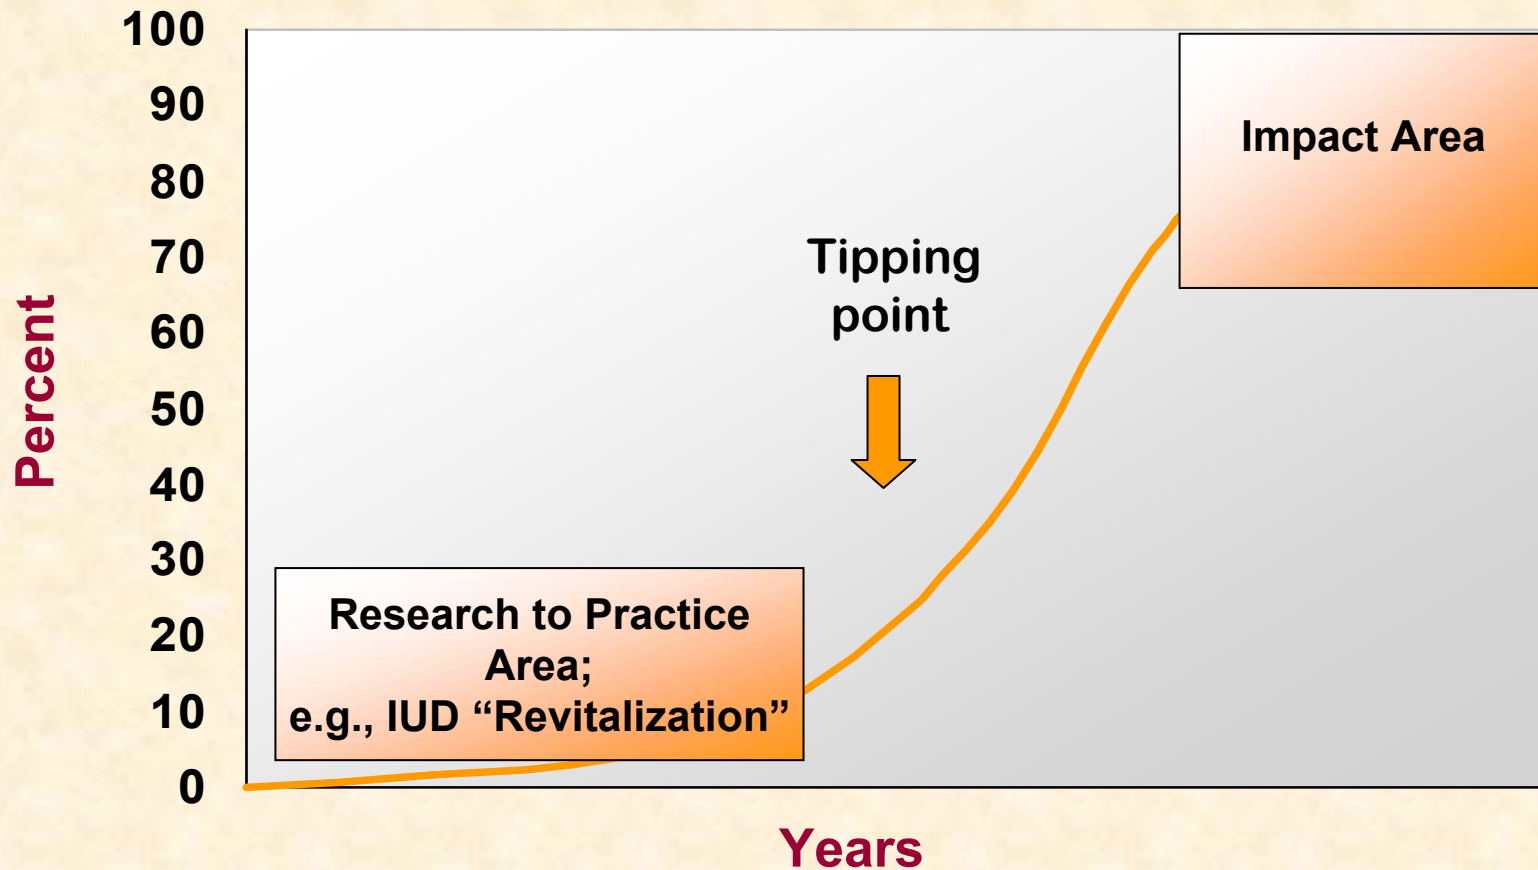 100
90
80
70
60
50
40
30
20
10
0
Percent
Years
Impact Area
Tipping
point
Research to Practice
Area;
e.g., IUD “Revitalization”